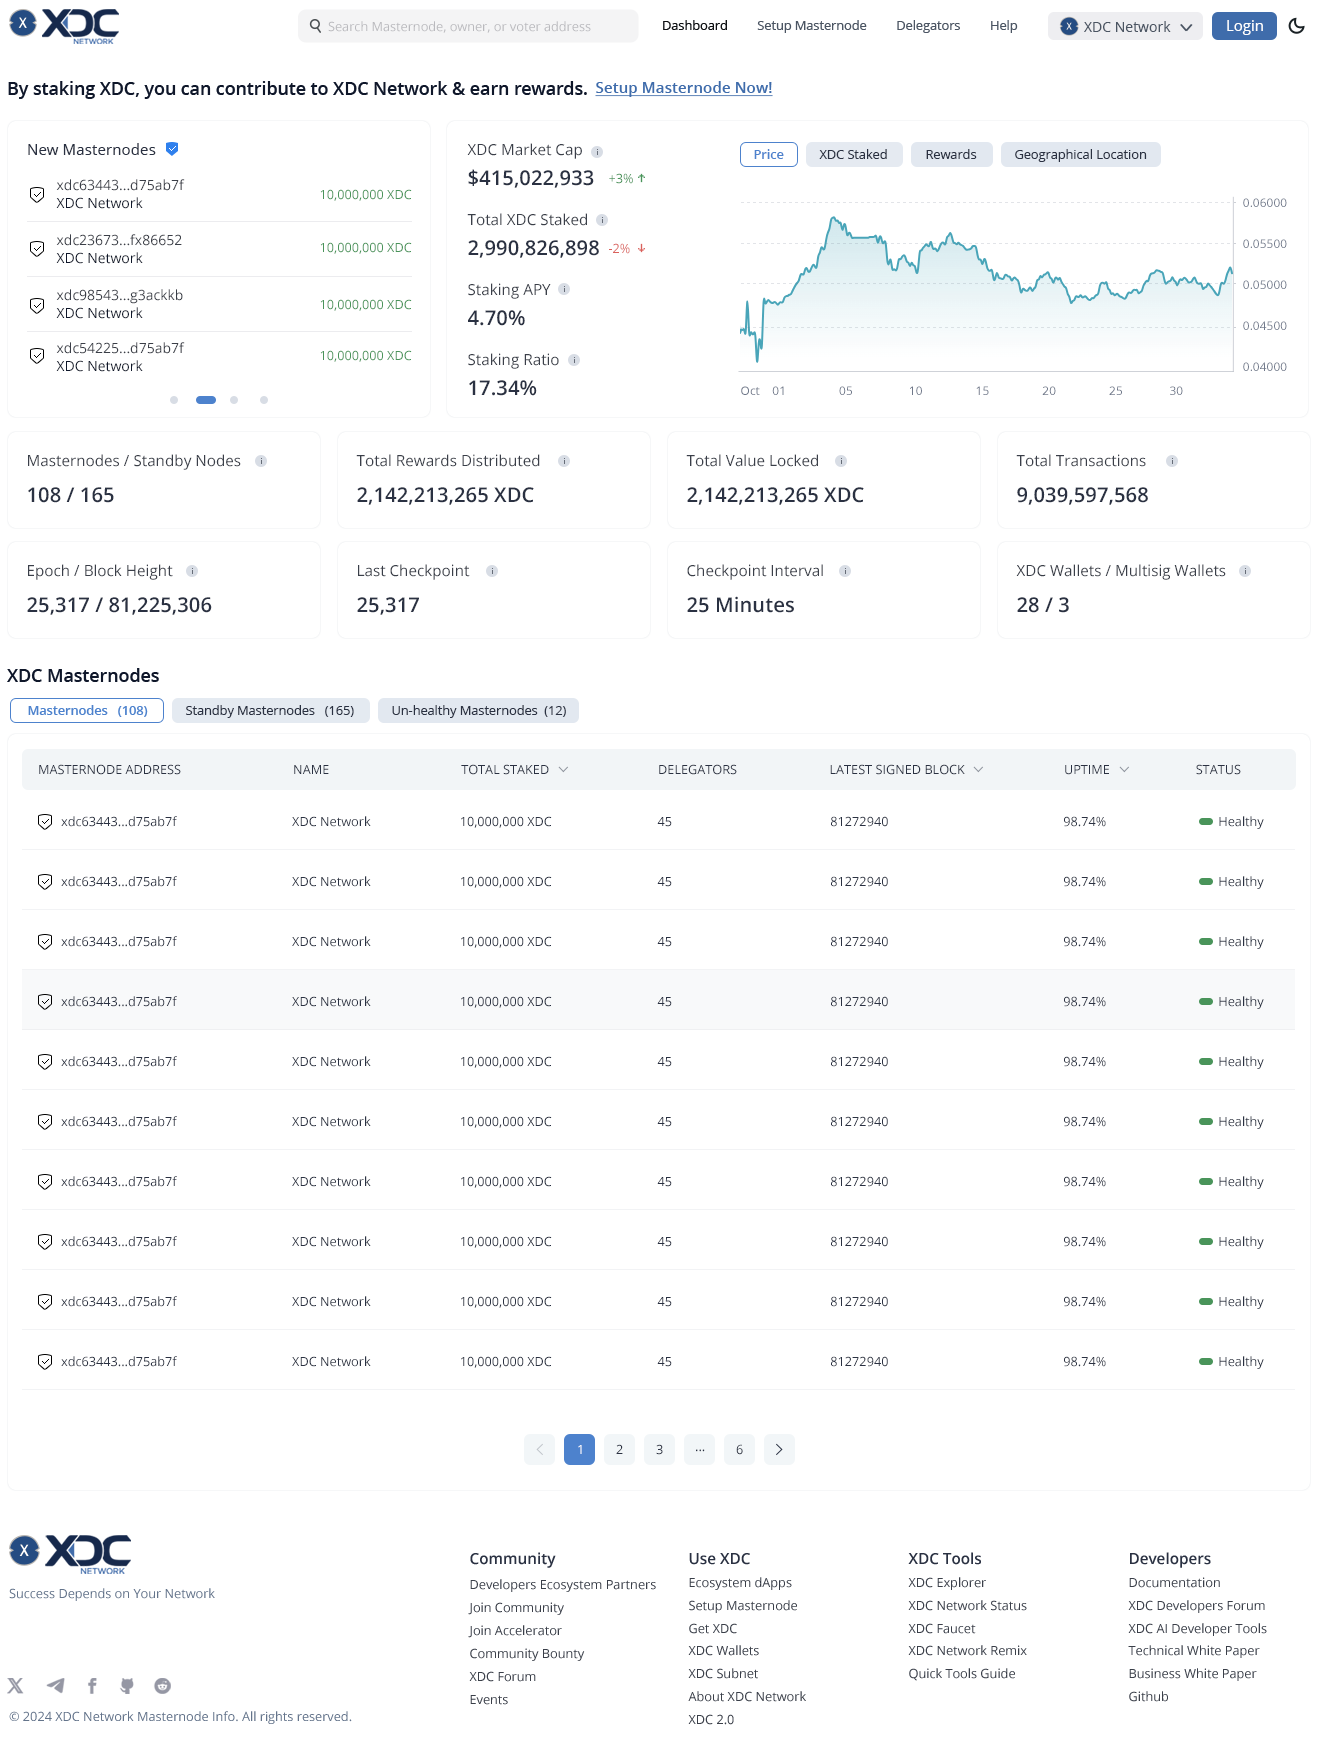 X XDC NETWORK
Search Masternode, owner, or voter address
Dashboard
Setup Masternode
Delegators
Help
X XDC Network
Login
By staking XDC, you can contribute to XDC Network & earn rewards. Setup Masternode Now!
New Masternodes
xdc63443...d75ab7f
XDC Network
10,000,000 XDC
xdc23673...fx86652
XDC Network
10,000,000 XDC
xdc98543...g3ackkb
XDC Network
10,000,000 XDC
xdc54225...d75ab7f
XDC Network
10,000,000 XDC
XDC Market Cap i
$415,022,933 +3%
Total XDC Staked i
2,990,826,898 -2%
Staking APY i
4.70%
Staking Ratio i
17.34%
Price
XDC Staked
Rewards
Geographical Location
0.06000
0.05500
0.05000
0.04500
0.04000
Oct 01 05 10 15 20 25 30
Masternodes / Standby Nodes i
108 / 165
Total Rewards Distributed i
2,142,213,265 XDC
Total Value Locked i
2,142,213,265 XDC
Total Transactions i
9,039,597,568
Epoch / Block Height i
25,317 / 81,225,306
Last Checkpoint i
25,317
Checkpoint Interval i
25 Minutes
XDC Wallets / Multisig Wallets i
28 / 3
XDC Masternodes
Masternodes (108)
Standby Masternodes (165)
Un-healthy Masternodes (12)
MASTERNODE ADDRESS NAME TOTAL STAKED DELEGATORS LATEST SIGNED BLOCK UPTIME STATUS
xdc63443...d75ab7f XDC Network 10,000,000 XDC 45 81272940 98.74% Healthy
xdc63443...d75ab7f XDC Network 10,000,000 XDC 45 81272940 98.74% Healthy
xdc63443...d75ab7f XDC Network 10,000,000 XDC 45 81272940 98.74% Healthy
xdc63443...d75ab7f XDC Network 10,000,000 XDC 45 81272940 98.74% Healthy
xdc63443...d75ab7f XDC Network 10,000,000 XDC 45 81272940 98.74% Healthy
xdc63443...d75ab7f XDC Network 10,000,000 XDC 45 81272940 98.74% Healthy
xdc63443...d75ab7f XDC Network 10,000,000 XDC 45 81272940 98.74% Healthy
xdc63443...d75ab7f XDC Network 10,000,000 XDC 45 81272940 98.74% Healthy
xdc63443...d75ab7f XDC Network 10,000,000 XDC 45 81272940 98.74% Healthy
xdc63443...d75ab7f XDC Network 10,000,000 XDC 45 81272940 98.74% Healthy
1 2 3 ... 6
X XDC NETWORK
Success Depends on Your Network
© 2024 XDC Network Masternode Info. All rights reserved.
Community
Developers Ecosystem Partners
Join Community
Join Accelerator
Community Bounty
XDC Forum
Events
Use XDC
Ecosystem dApps
Setup Masternode
Get XDC
XDC Wallets
XDC Subnet
About XDC Network
XDC 2.0
XDC Tools
XDC Explorer
XDC Network Status
XDC Faucet
XDC Network Remix
Quick Tools Guide
Developers
Documentation
XDC Developers Forum
XDC AI Developer Tools
Technical White Paper
Business White Paper
Github